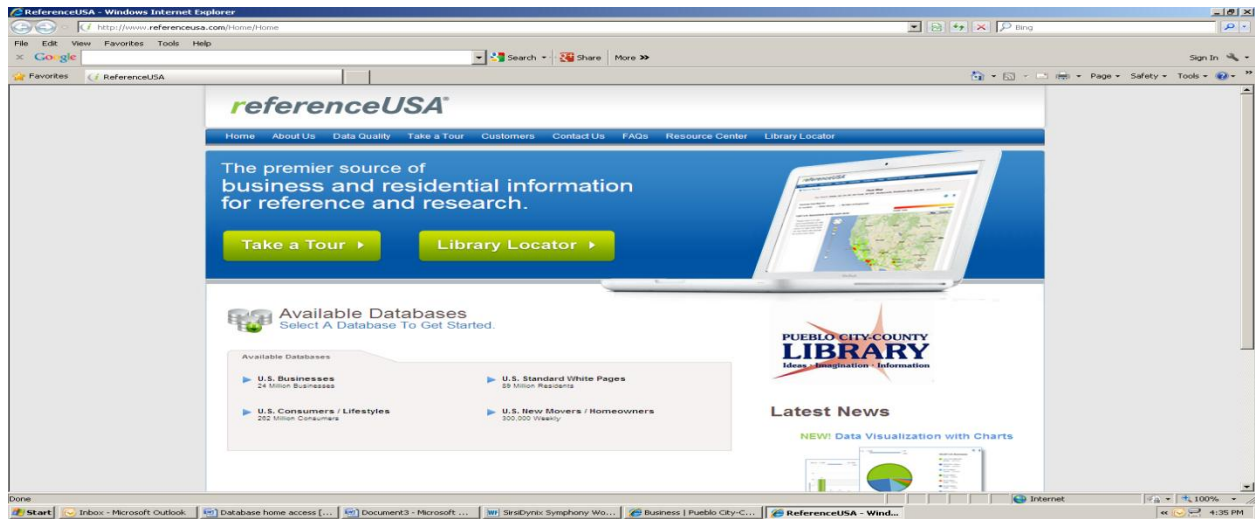 ReferenceUSA - Windows Internet Explorer
http://www.referenceusa.com/Home/Home
Bing
File Edit View Favorites Tools Help
Google Search Share More >>
Sign In
Favorites ReferenceUSA
Page Safety Tools
referenceUSA
Home About Us Data Quality Take a Tour Customers Contact Us FAQs Resource Center Library Locator
The premier source of
business and residential information
for reference and research.
Take a Tour Library Locator
Available Databases
Select A Database To Get Started.
Available Databases
U.S. Businesses
24 Million Businesses
U.S. Standard White Pages
89 Million Residents
U.S. Consumers / Lifestyles
262 Million Consumers
U.S. New Movers / Homeowners
300,000 Weekly
PUEBLO CITY-COUNTY
LIBRARY
Ideas Imagination Information
Latest News
NEW! Data Visualization with Charts
Done Internet 100%
Start Inbox - Microsoft Outlook Database home access [... Document3 - Microsoft ... SirsiDynix Symphony Wo... Business | Pueblo City-C... ReferenceUSA - Wind... 4:35 PM